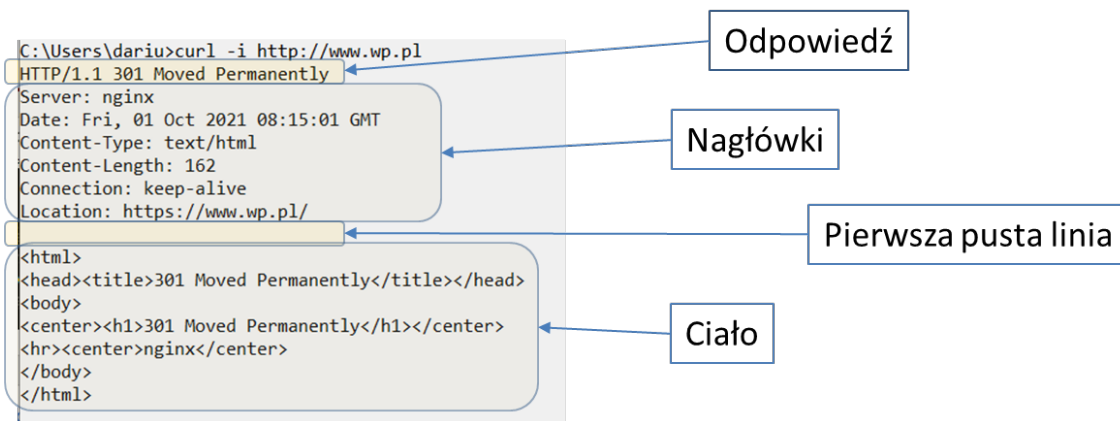 C:\Users\dariu>curl -i http://www.wp.pl
HTTP/1.1 301 Moved Permanently
Server: nginx
Date: Fri, 01 Oct 2021 08:15:01 GMT
Content-Type: text/html
Content-Length: 162
Connection: keep-alive
Location: https://www.wp.pl/
<html>
<head><title>301 Moved Permanently</title></head>
<body>
<center><h1>301 Moved Permanently</h1></center>
<hr><center>nginx</center>
</body>
</html>
Odpowiedź
Nagłówki
Pierwsza pusta linia
Ciało